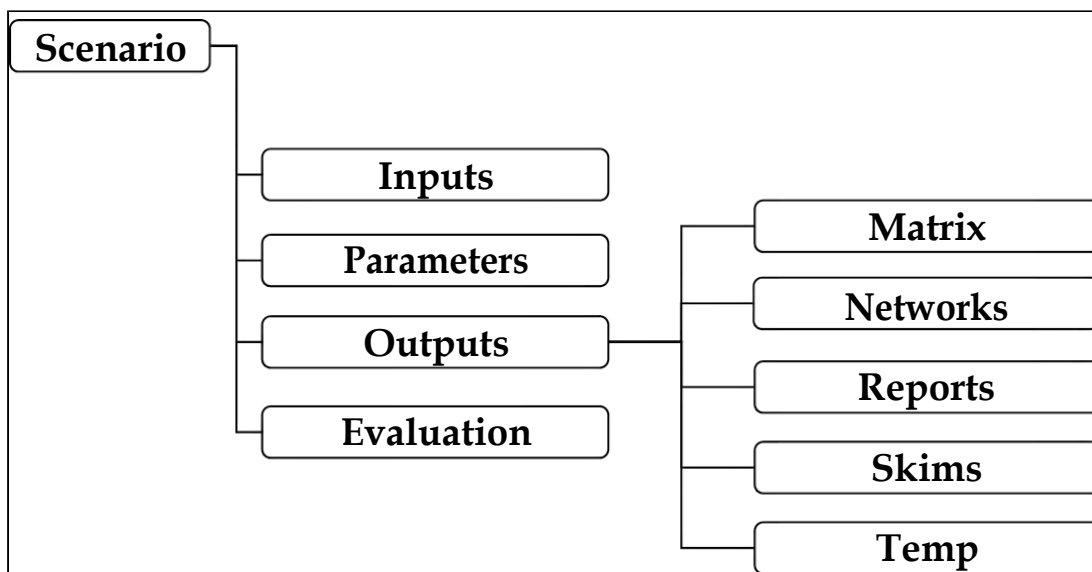 Scenario
Inputs
Parameters
Outputs
Evaluation
Matrix
Networks
Reports
Skims
Temp